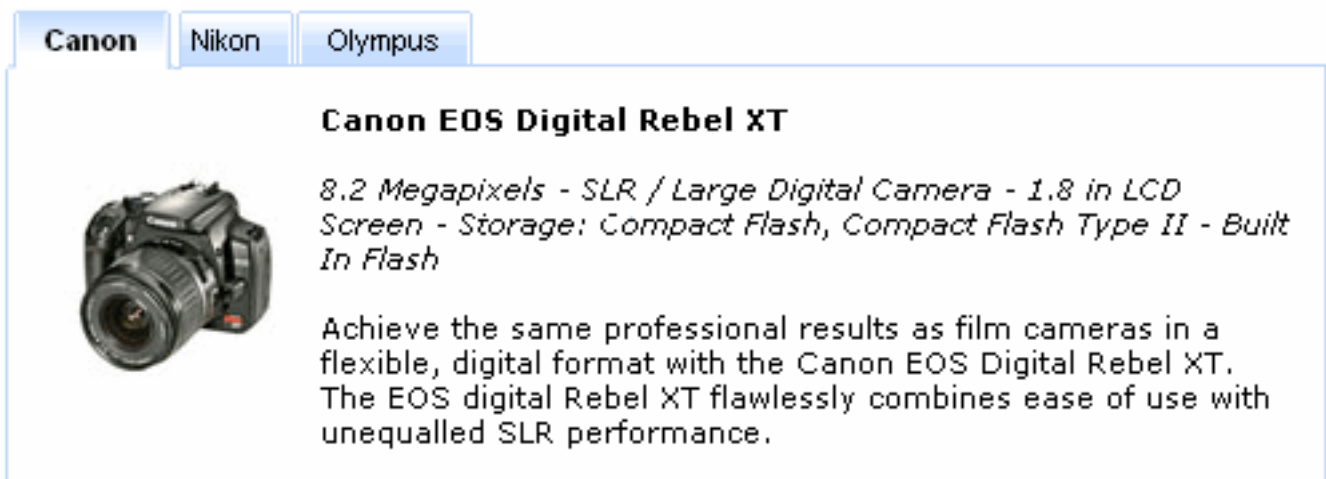 Canon Nikon Olympus
Canon EOS Digital Rebel XT
8.2 Megapixels - SLR / Large Digital Camera - 1.8 in LCD
Screen - Storage: Compact Flash, Compact Flash Type II - Built
In Flash
Achieve the same professional results as film cameras in a
flexible, digital format with the Canon EOS Digital Rebel XT.
The EOS digital Rebel XT flawlessly combines ease of use with
unequalled SLR performance.
Canon